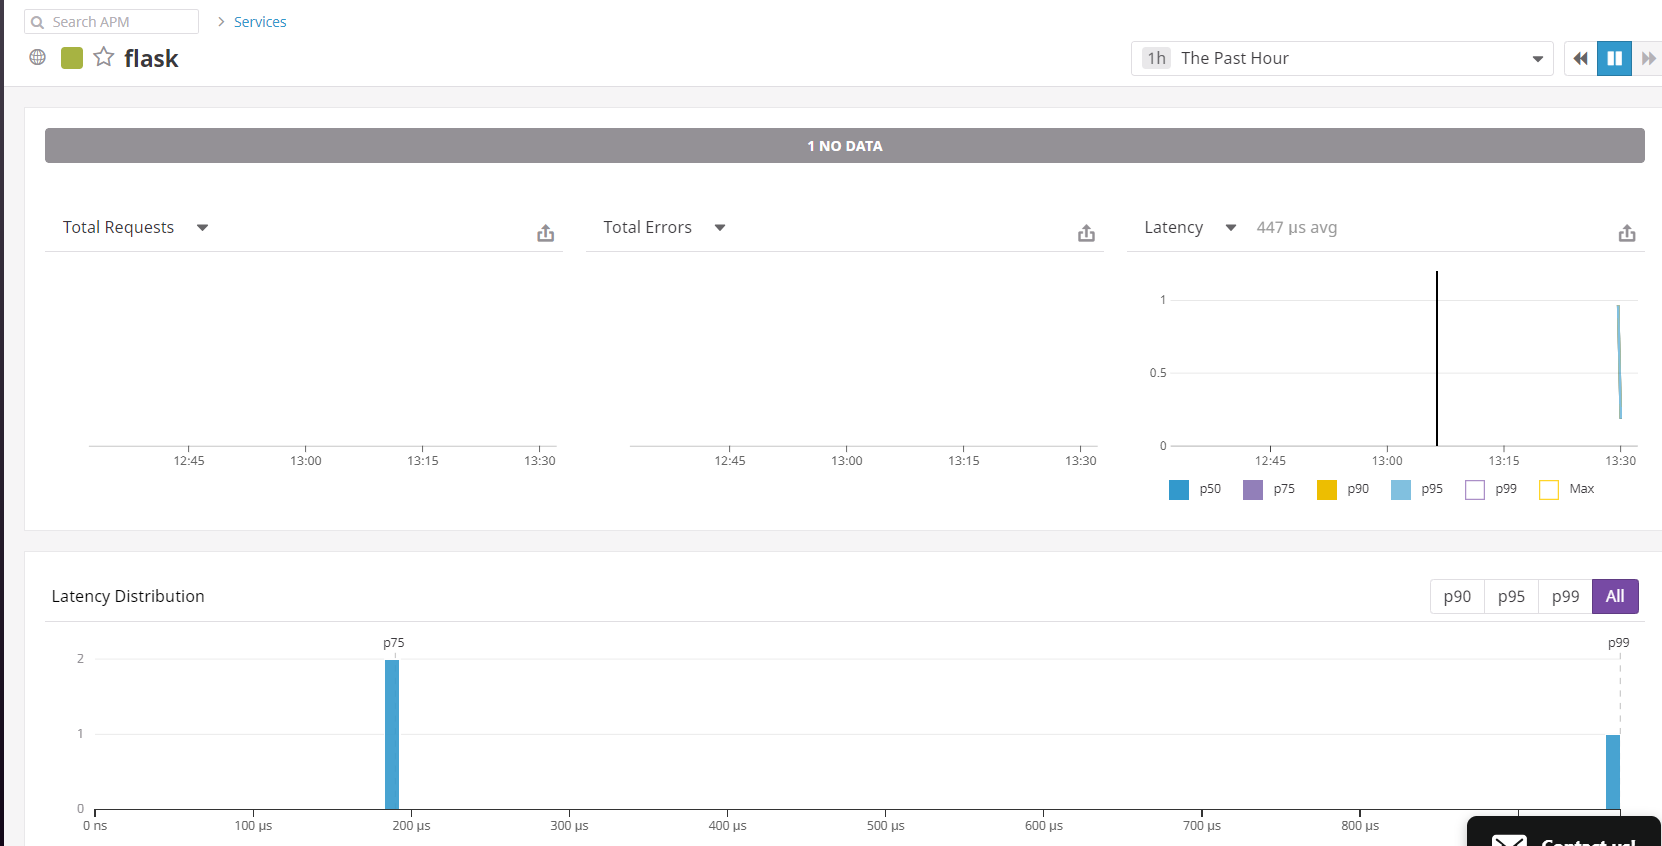 Search APM > Services
flask
1h The Past Hour
1 NO DATA
Total Requests
12:45 13:00 13:15 13:30
Total Errors
12:45 13:00 13:15 13:30
Latency 447 µs avg
1
0.5
0
12:45 13:00 13:15 13:30
p50 p75 p90 p95 p99 Max
Latency Distribution
p90 p95 p99 All
p75 p99
2
1
0
0 ns 100 µs 200 µs 300 µs 400 µs 500 µs 600 µs 700 µs 800 µs
Contact us!